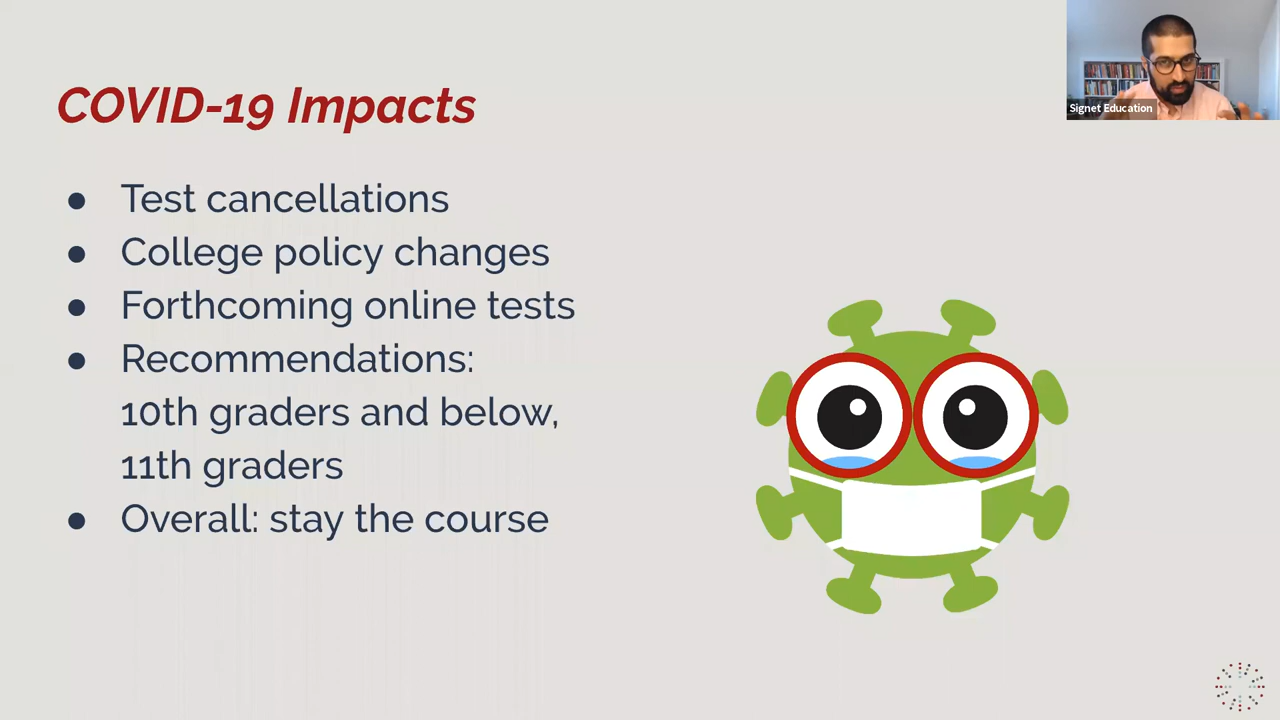 COVID-19 Impacts
Signet Education
● Test cancellations
● College policy changes
● Forthcoming online tests
● Recommendations:
10th graders and below,
11th graders
● Overall: stay the course